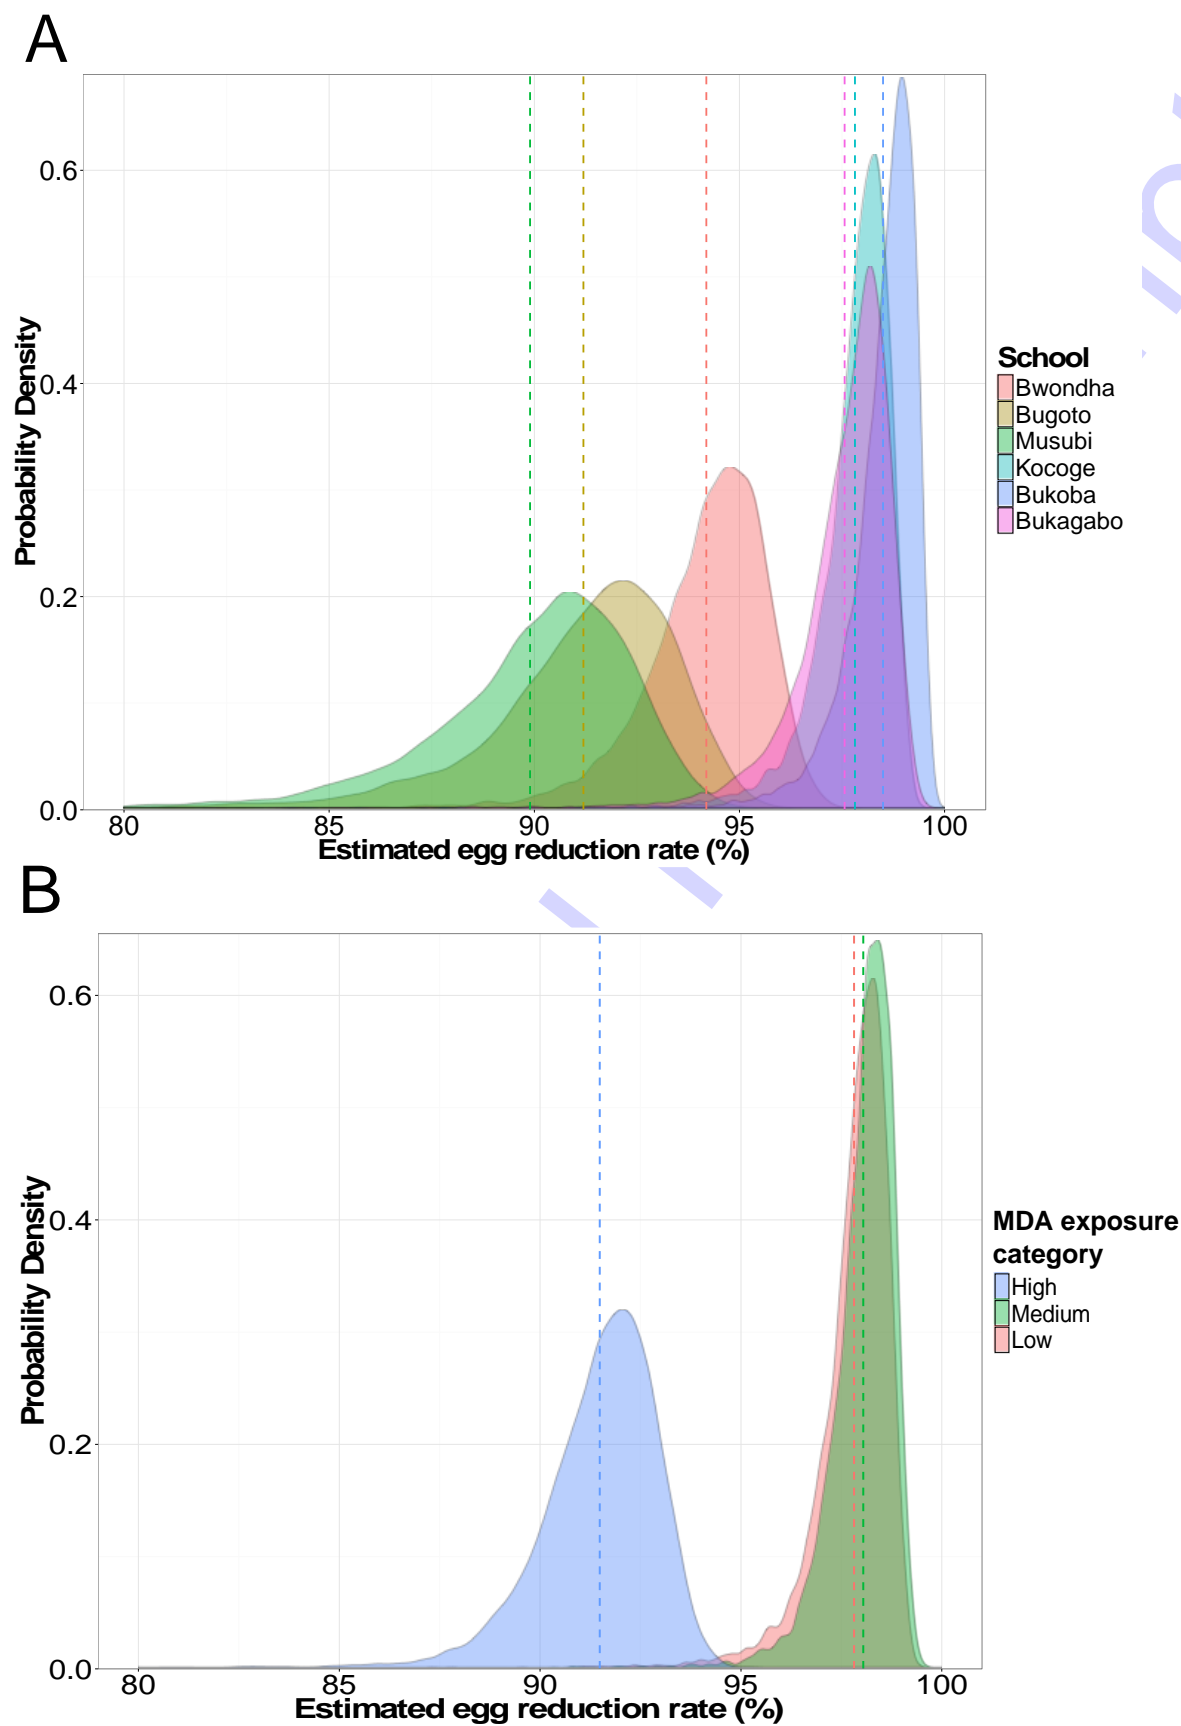 A
0.6
0.4
0.2
0.0
Probability Density
80 85 90 95 100
Estimated egg reduction rate (%)
School
Bwondha
Bugoto
Musubi
Kocoge
Bukoba
Bukagabo
B
0.6
0.4
0.2
0.0
Probability Density
80 85 90 95 100
Estimated egg reduction rate (%)
MDA exposure
category
High
Medium
Low